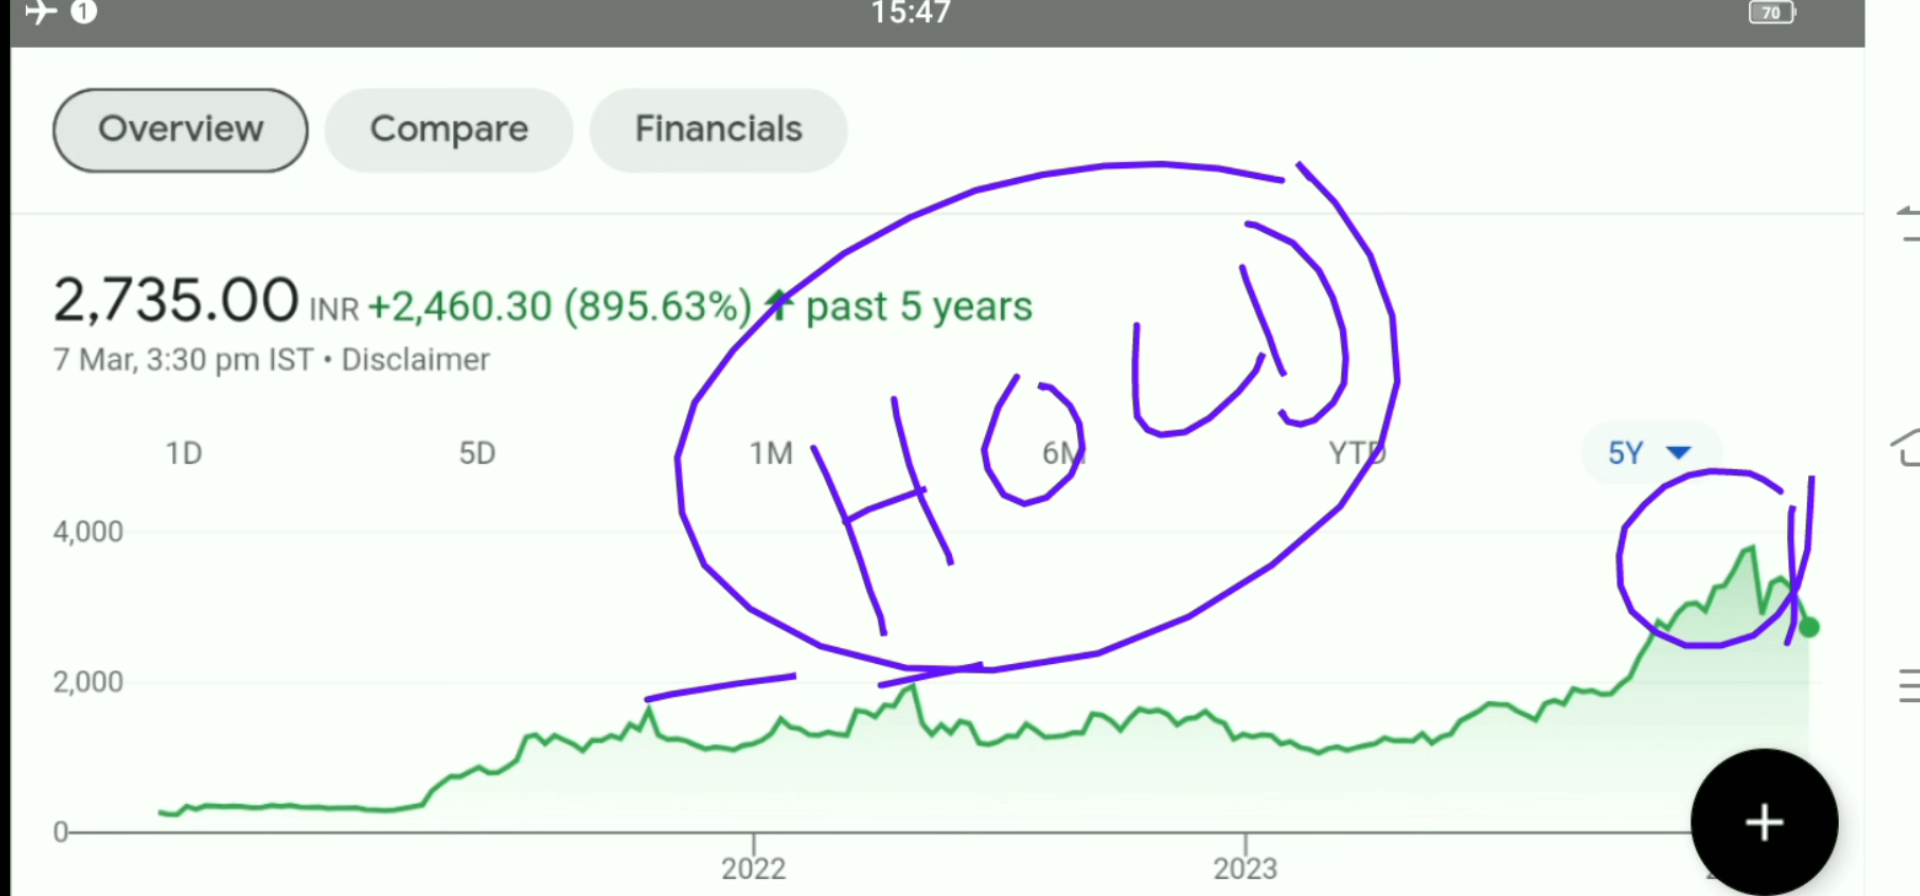 1 15:47 70
Overview Compare Financials
2,735.00 INR +2,460.30 (895.63%) ↑ past 5 years
7 Mar, 3:30 pm IST • Disclaimer
1D 5D 1M 6M YTD 5Y
HOUD
4,000
2,000
0
2022 2023
+